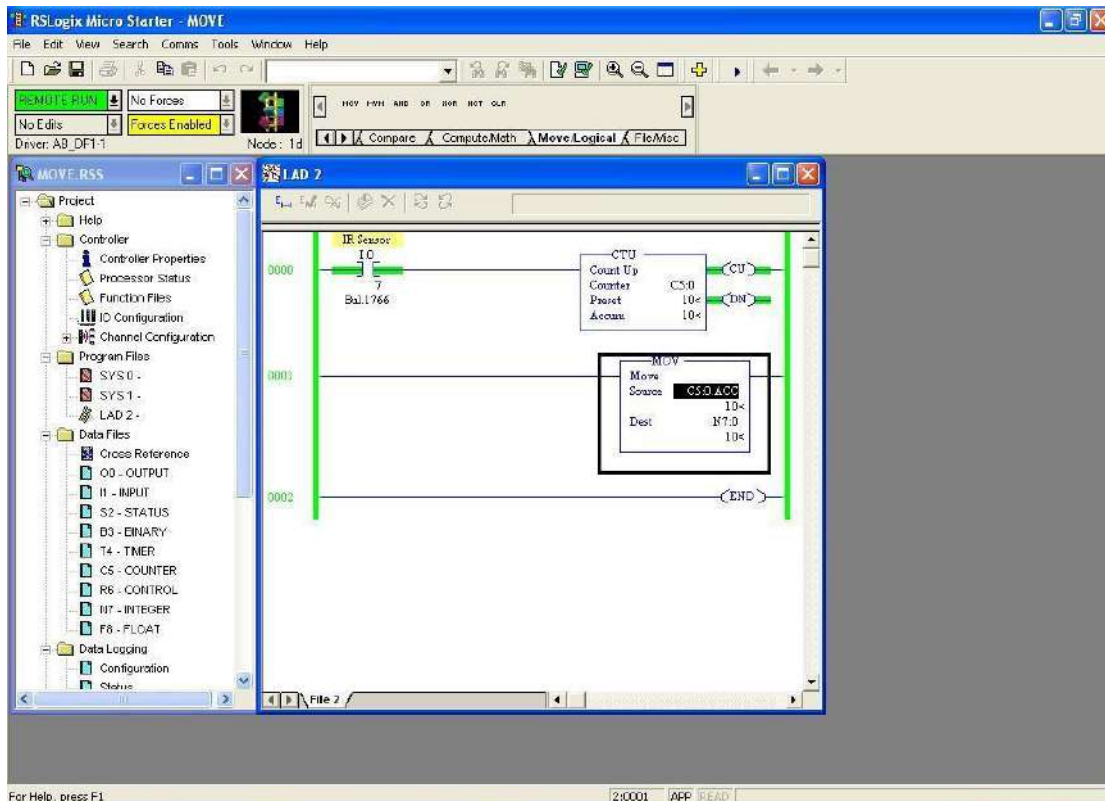 RSLogix Micro Starter - MOVE
File Edit View Search Comms Tools Window Help
REMOTE RUN No Forces
No Edits Forces Enabled
Driver: AB_DF1-1 Node: 1d
MOV MVM AND OR XOR NOT CLR
Compare Compute/Math Move/Logical File/Misc
MOVE.RSS
Project
Help
Controller
Controller Properties
Processor Status
Function Files
IO Configuration
Channel Configuration
Program Files
SYS 0 -
SYS 1 -
LAD 2 -
Data Files
Cross Reference
O0 - OUTPUT
I1 - INPUT
S2 - STATUS
B3 - BINARY
T4 - TIMER
C5 - COUNTER
R6 - CONTROL
N7 - INTEGER
F8 - FLOAT
Data Logging
Configuration
Status
LAD 2
0000
IR Sensor
I:0
7
Bul.1766
CTU
Count Up
Counter C5:0
Preset 10<
Accum 10<
CU
DN
0001
MOV
Move
Source C5:0.ACC
10<
Dest N7:0
10<
0002
END
File 2
For Help, press F1
2:0001 APP READ